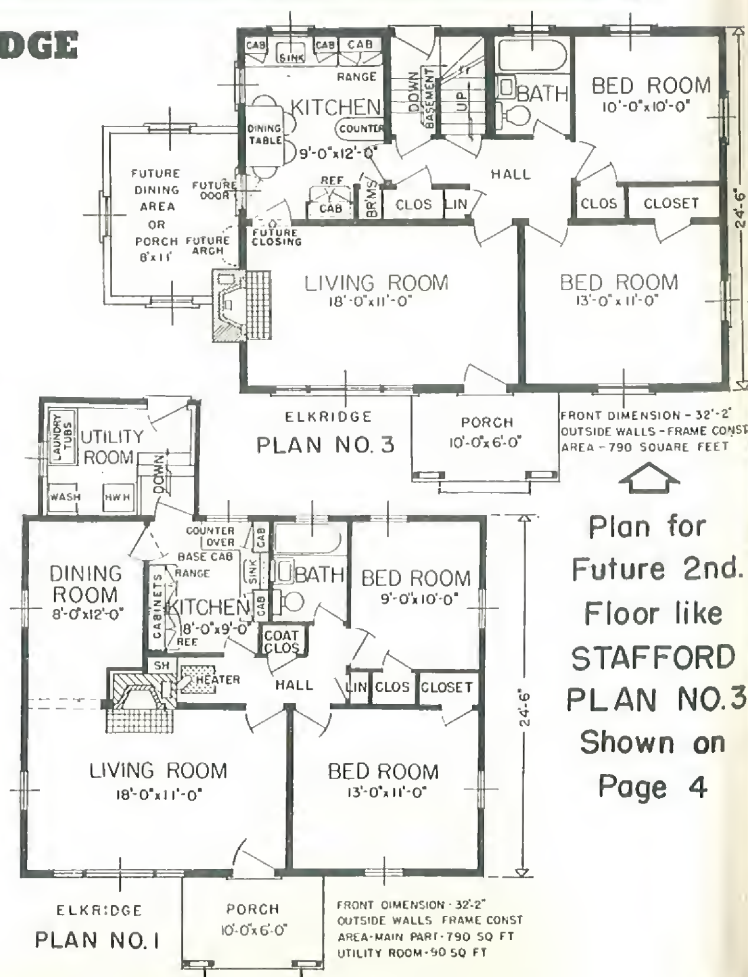 DGE
CAB
SINK
CAB
CAB
RANGE
KITCHEN
9'-0"x12'-0"
DINING
TABLE
COUNTER
REF
CAB
BR'MS
DOWN
BASEMENT
UP
BATH
BED ROOM
10'-0"x10'-0"
HALL
CLOS
LIN
CLOS
CLOSET
FUTURE
DINING
AREA
OR
PORCH
8'x11'
FUTURE
DOOR
FUTURE
ARCH
FUTURE
CLOSING
LIVING ROOM
18'-0"x11'-0"
BED ROOM
13'-0"x11'-0"
24'-6"
ELKRIDGE
PLAN NO. 3
PORCH
10'-0"x6'-0"
FRONT DIMENSION - 32'-2"
OUTSIDE WALLS - FRAME CONST
AREA - 790 SQUARE FEET
Plan for
Future 2nd.
Floor like
STAFFORD
PLAN NO.3
Shown on
Page 4
LAUNDRY
TUBS
UTILITY
ROOM
WASH
HWH
DOWN
DINING
ROOM
8'-0"x12'-0"
COUNTER
OVER
BASE CAB
RANGE
CABINETS
KITCHEN
8'-0"x9'-0"
REF
SINK
CAB
CAB
BATH
BED ROOM
9'-0"x10'-0"
COAT
CLOS
SH
HEATER
HALL
LIN
CLOS
CLOSET
LIVING ROOM
18'-0"x11'-0"
BED ROOM
13'-0"x11'-0"
24'-6"
ELKRIDGE
PLAN NO. 1
PORCH
10'-0"x6'-0"
FRONT DIMENSION - 32'-2"
OUTSIDE WALLS FRAME CONST
AREA-MAIN PART-790 SQ FT
UTILITY ROOM-90 SQ FT